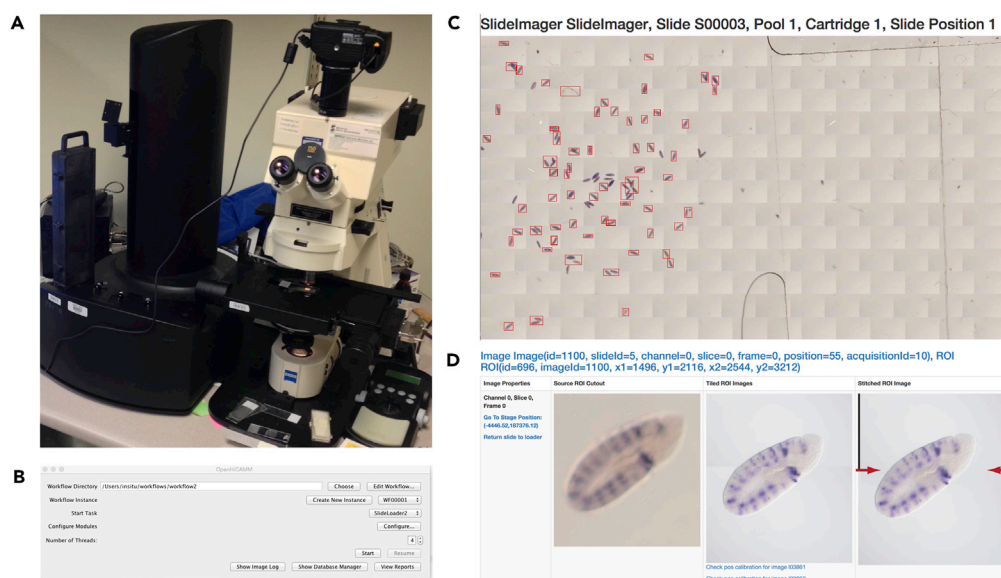 A
B
OpenHiCAMM
Workflow Directory /Users/insitu/workflows/workflow2 Choose Edit Workflow...
Workflow Instance Create New Instance WF00001
Start Task SlideLoader2
Configure Modules Configure...
Number of Threads: 4
Start Resume
Show Image Log Show Database Manager View Reports
C
SlideImager SlideImager, Slide S00003, Pool 1, Cartridge 1, Slide Position 1
D
Image Image(id=1100, slideId=5, channel=0, slice=0, frame=0, position=55, acquisitionId=10), ROI
ROI(id=696, imageId=1100, x1=1496, y1=2116, x2=2544, y2=3212)
Image Properties Source ROI Cutout Tiled ROI Images Stitched ROI Image
Channel 0, Slice 0,
Frame 0
Go To Stage Position:
(-4446.52,187376.12)
Return slide to loader
Check pos calibration for image I03861